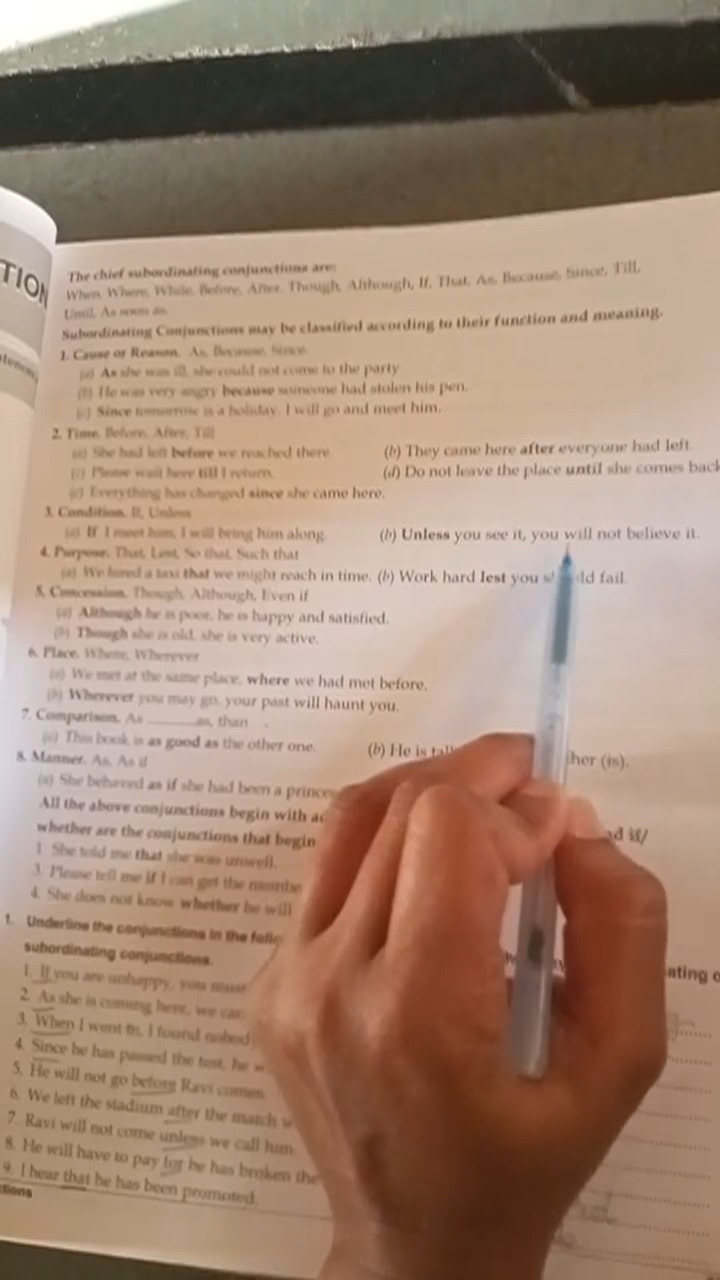 TION
The chief subordinating conjunctions are:
When, Where, While, Before, After, Though, Although, If, That, As, Because, Since, Till,
Until, As soon as.
Subordinating Conjunctions may be classified according to their function and meaning.
1. Cause or Reason. As, Because, Since
(a) As she was ill, she could not come to the party
(b) He was very angry because someone had stolen his pen.
(c) Since tomorrow is a holiday, I will go and meet him.
2. Time. Before, After, Till
(a) She had left before we reached there (b) They came here after everyone had left
(c) Please wait here till I return. (d) Do not leave the place until she comes back
(e) Everything has changed since she came here.
3. Condition. If, Unless
(a) If I meet him, I will bring him along. (b) Unless you see it, you will not believe it.
4. Purpose. That, Lest, So that, Such that
(a) We hired a taxi that we might reach in time. (b) Work hard lest you fail.
5. Concession. Though, Although, Even if
(a) Although he is poor, he is happy and satisfied.
(b) Though she is old, she is very active.
6. Place. Where, Wherever
(a) We met at the same place, where we had met before.
(b) Wherever you may go, your past will haunt you.
7. Comparison. As ______ as, than
(a) This book is as good as the other one. (b) He is her (is).
8. Manner. As, As if
(a) She behaved as if she had been a
All the above conjunctions begin with
whether are the conjunctions that begin if/
1. She told me that she was unwell.
3. Please tell me if I can get the
4. She does not know whether he will
1. Underline the conjunctions in the
subordinating conjunctions.
1. If you are unhappy, you must
2. As she is coming here, we can
3. When I went in, I found
4. Since he has passed the test, he
5. He will not go before Ravi comes
6. We left the stadium after the match
7. Ravi will not come unless we call him
8. He will have to pay for he has broken the
9. I hear that he has been promoted.